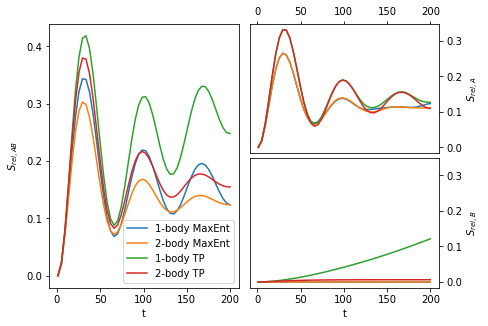 0.4
0.3
0.2
0.1
0.0
S_{rel, AB}
0 50 100 150 200
t
1-body MaxEnt
2-body MaxEnt
1-body TP
2-body TP
0 50 100 150 200
0.3
0.2
0.1
0.0
S_{rel, A}
0.3
0.2
0.1
0.0
S_{rel, B}
0 50 100 150 200
t